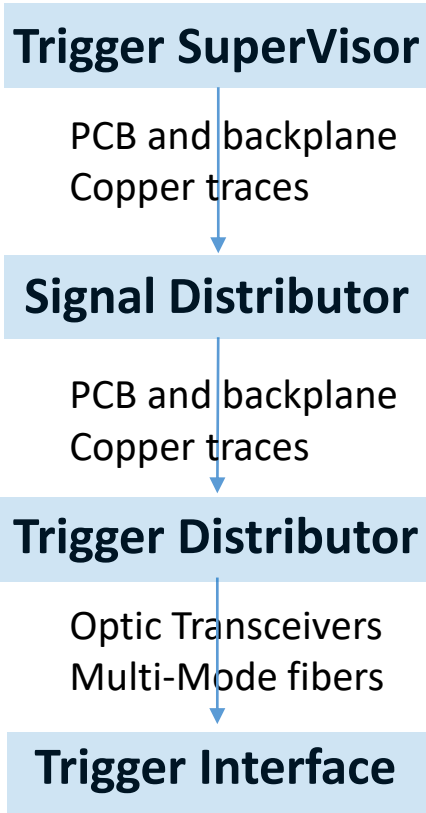 Trigger SuperVisor
PCB and backplane
Copper traces
Signal Distributor
PCB and backplane
Copper traces
Trigger Distributor
Optic Transceivers
Multi-Mode fibers
Trigger Interface